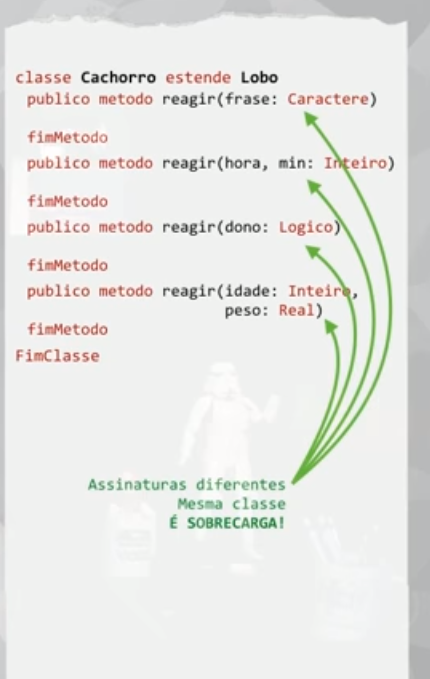 classe Cachorro estende Lobo
publico metodo reagir(frase: Caractere)
fimMetodo
publico metodo reagir(hora, min: Inteiro)
fimMetodo
publico metodo reagir(dono: Logico)
fimMetodo
publico metodo reagir(idade: Inteiro,
peso: Real)
fimMetodo
FimClasse
Assinaturas diferentes
Mesma classe
É SOBRECARGA!